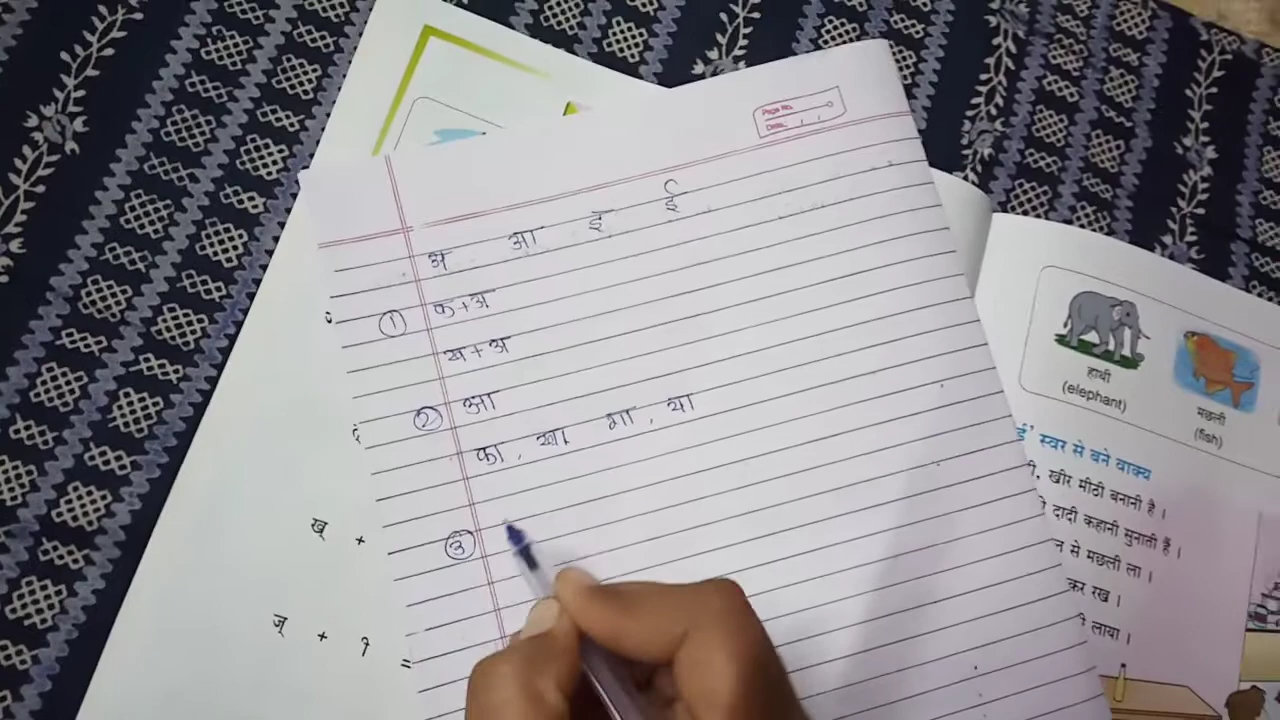 Page No.
Date:
अ आ इ ई
① क+अ
ख+अ
② आ
का, खा, गा, या
③
ख् +
ज् + ी =
हाथी
(elephant)
मछली
(fish)
ई' स्वर से बने वाक्य
खीर मीठी बनानी है।
दादी कहानी सुनाती हैं।
से मछली ला।
कर रख।
लाया।